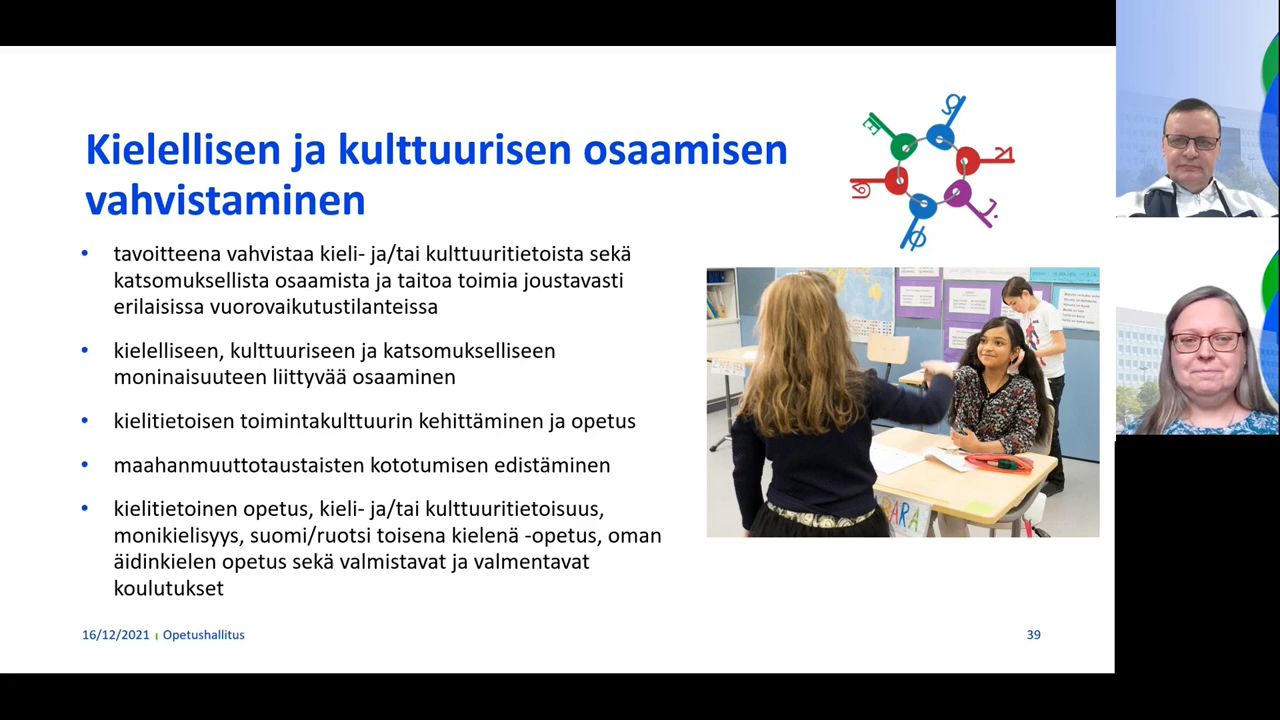 Kielellisen ja kulttuurisen osaamisen
vahvistaminen
• tavoitteena vahvistaa kieli- ja/tai kulttuuritietoista sekä
katsomuksellista osaamista ja taitoa toimia joustavasti
erilaisissa vuorovaikutustilanteissa
• kielelliseen, kulttuuriseen ja katsomukselliseen
moninaisuuteen liittyvää osaaminen
• kielitietoisen toimintakulttuurin kehittäminen ja opetus
• maahanmuuttotaustaisten kototumisen edistäminen
• kielitietoinen opetus, kieli- ja/tai kulttuuritietoisuus,
monikielisyys, suomi/ruotsi toisena kielenä -opetus, oman
äidinkielen opetus sekä valmistavat ja valmentavat
koulutukset
16/12/2021 | Opetushallitus
39